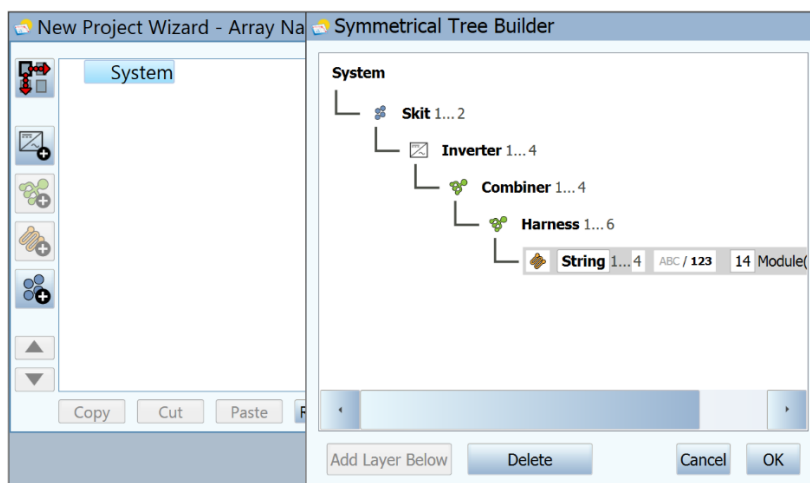 New Project Wizard - Array Na
System
Copy
Cut
Paste
Symmetrical Tree Builder
System
Skit 1... 2
Inverter 1... 4
Combiner 1... 4
Harness 1... 6
String 1... 4 ABC / 123 14 Module(
Add Layer Below
Delete
Cancel
OK